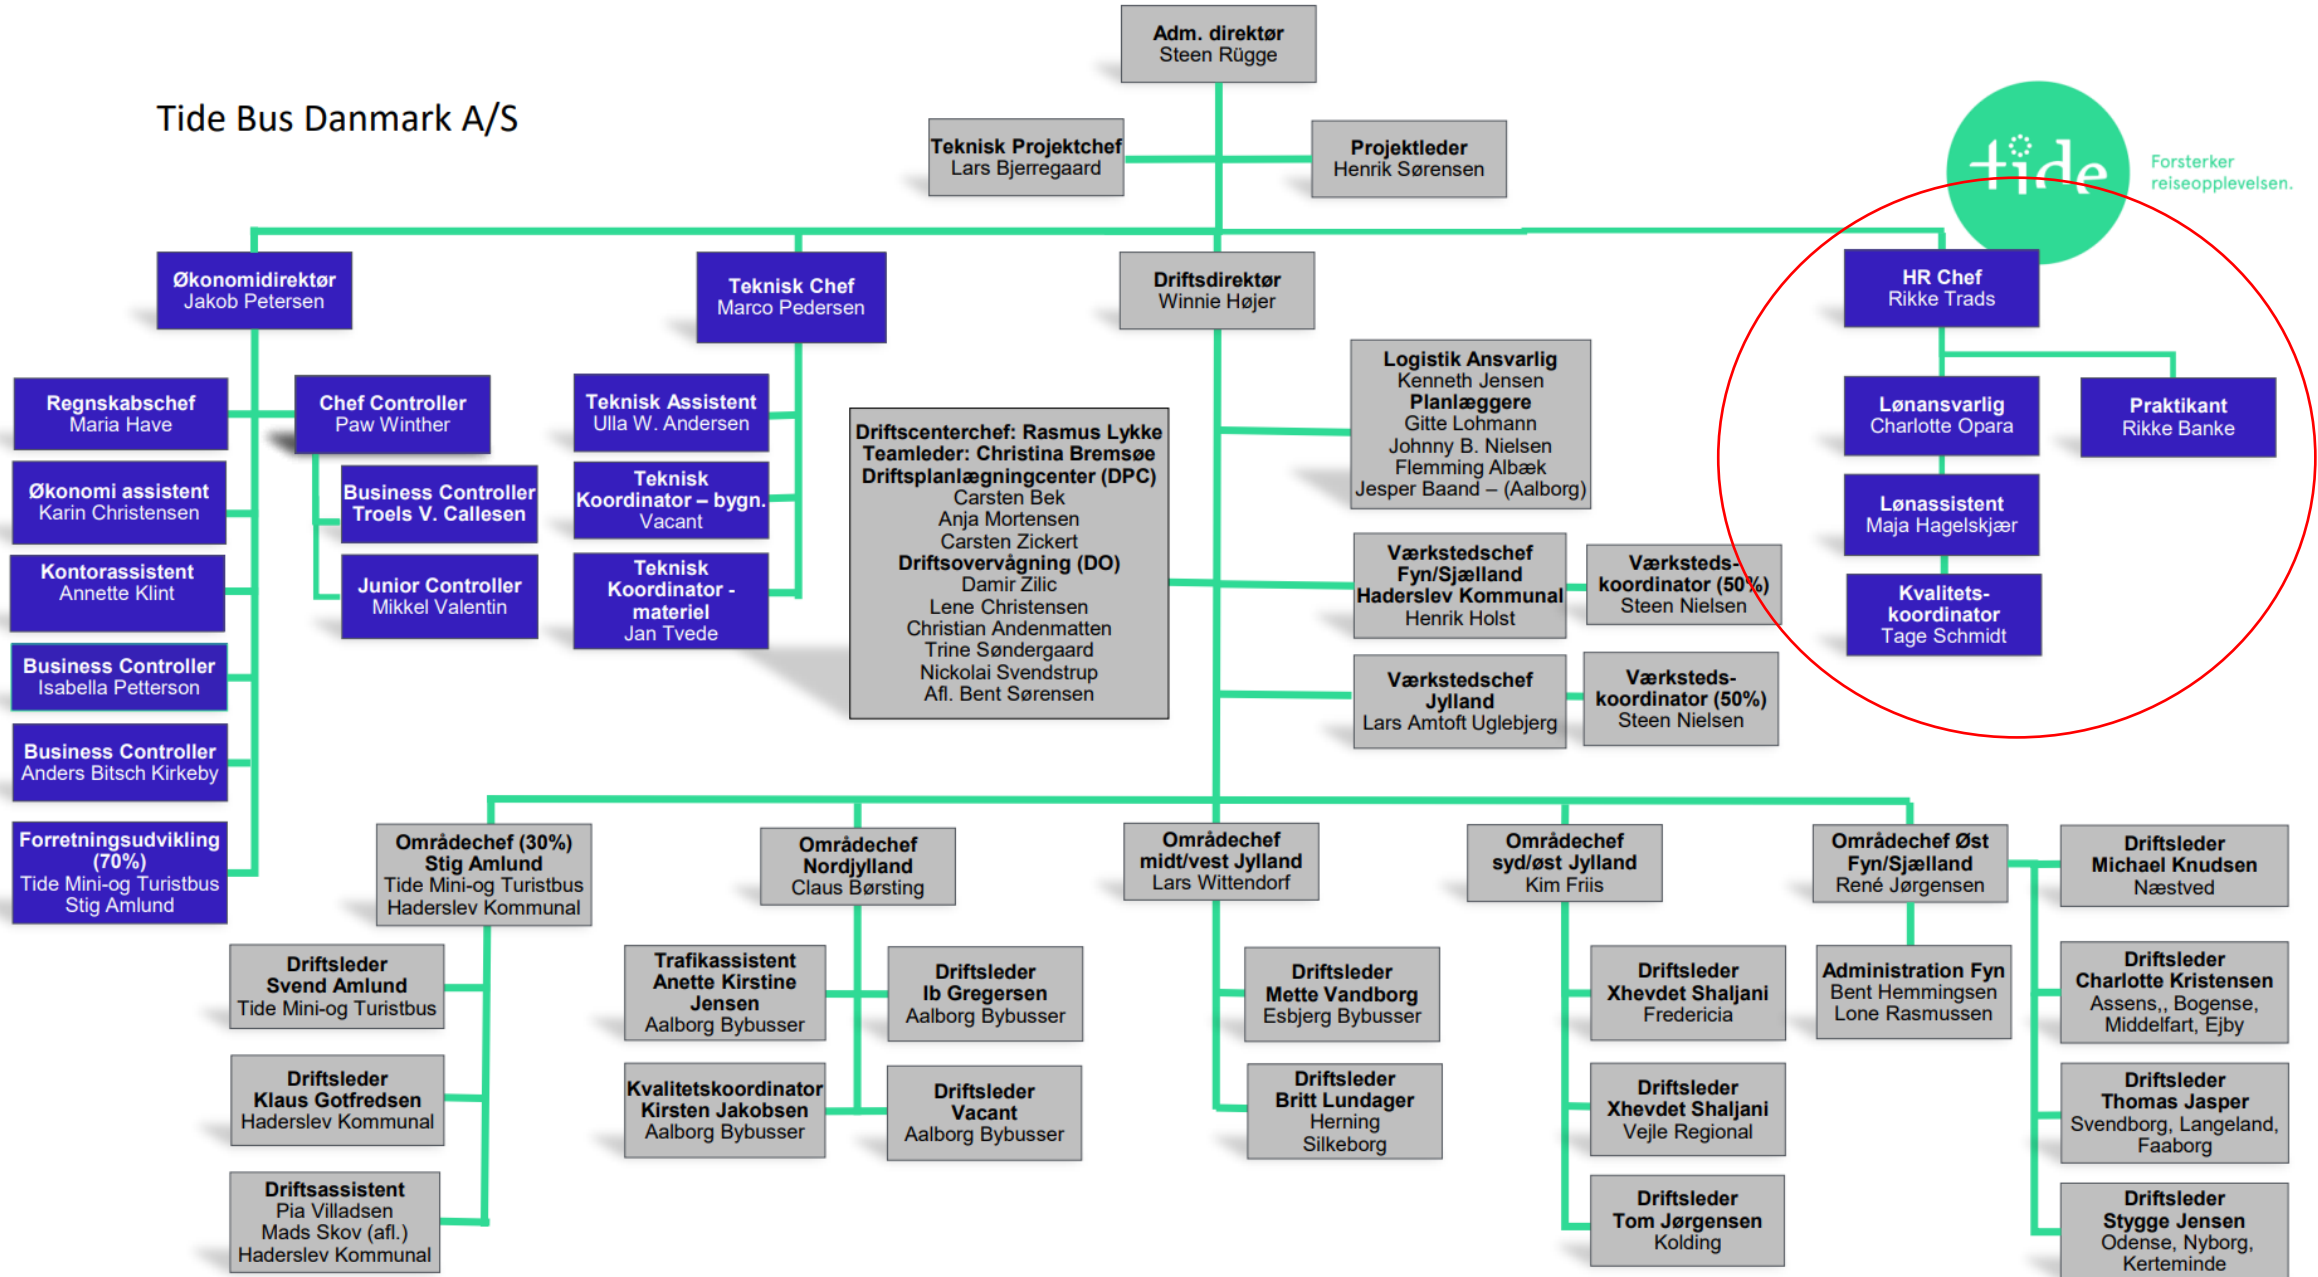 Adm. direktør
Steen Rügge
Tide Bus Danmark A/S
Teknisk Projektchef
Lars Bjerregaard
Projektleder
Henrik Sørensen
tide
Forsterker
reiseopplevelsen.
Økonomidirektør
Jakob Petersen
Teknisk Chef
Marco Pedersen
Driftsdirektør
Winnie Højer
HR Chef
Rikke Trads
Regnskabschef
Maria Have
Chef Controller
Paw Winther
Økonomi assistent
Karin Christensen
Business Controller
Troels V. Callesen
Kontorassistent
Annette Klint
Junior Controller
Mikkel Valentin
Business Controller
Isabella Petterson
Business Controller
Anders Bitsch Kirkeby
Forretningsudvikling
(70%)
Tide Mini-og Turistbus
Stig Amlund
Teknisk Assistent
Ulla W. Andersen
Teknisk
Koordinator – bygn.
Vacant
Teknisk
Koordinator -
materiel
Jan Tvede
Driftscenterchef: Rasmus Lykke
Teamleder: Christina Bremsøe
Driftsplanlægningcenter (DPC)
Carsten Bek
Anja Mortensen
Carsten Zickert
Driftsovervågning (DO)
Damir Zilic
Lene Christensen
Christian Andenmatten
Trine Søndergaard
Nickolai Svendstrup
Afl. Bent Sørensen
Logistik Ansvarlig
Kenneth Jensen
Planlæggere
Gitte Lohmann
Johnny B. Nielsen
Flemming Albæk
Jesper Baand – (Aalborg)
Værkstedschef
Fyn/Sjælland
Haderslev Kommunal
Henrik Holst
Værksteds-
koordinator (50%)
Steen Nielsen
Værkstedschef
Jylland
Lars Amtoft Uglebjerg
Værksteds-
koordinator (50%)
Steen Nielsen
Lønansvarlig
Charlotte Opara
Praktikant
Rikke Banke
Lønassistent
Maja Hagelskjær
Kvalitets-
koordinator
Tage Schmidt
Områdechef (30%)
Stig Amlund
Tide Mini-og Turistbus
Haderslev Kommunal
Områdechef
Nordjylland
Claus Børsting
Områdechef
midt/vest Jylland
Lars Wittendorf
Områdechef
syd/øst Jylland
Kim Friis
Områdechef Øst
Fyn/Sjælland
René Jørgensen
Driftsleder
Michael Knudsen
Næstved
Driftsleder
Svend Amlund
Tide Mini-og Turistbus
Driftsleder
Klaus Gotfredsen
Haderslev Kommunal
Driftsassistent
Pia Villadsen
Mads Skov (afl.)
Haderslev Kommunal
Trafikassistent
Anette Kirstine
Jensen
Aalborg Bybusser
Driftsleder
Ib Gregersen
Aalborg Bybusser
Kvalitetskoordinator
Kirsten Jakobsen
Aalborg Bybusser
Driftsleder
Vacant
Aalborg Bybusser
Driftsleder
Mette Vandborg
Esbjerg Bybusser
Driftsleder
Britt Lundager
Herning
Silkeborg
Driftsleder
Xhevdet Shaljani
Fredericia
Driftsleder
Xhevdet Shaljani
Vejle Regional
Driftsleder
Tom Jørgensen
Kolding
Administration Fyn
Bent Hemmingsen
Lone Rasmussen
Driftsleder
Charlotte Kristensen
Assens,, Bogense,
Middelfart, Ejby
Driftsleder
Thomas Jasper
Svendborg, Langeland,
Faaborg
Driftsleder
Stygge Jensen
Odense, Nyborg,
Kerteminde